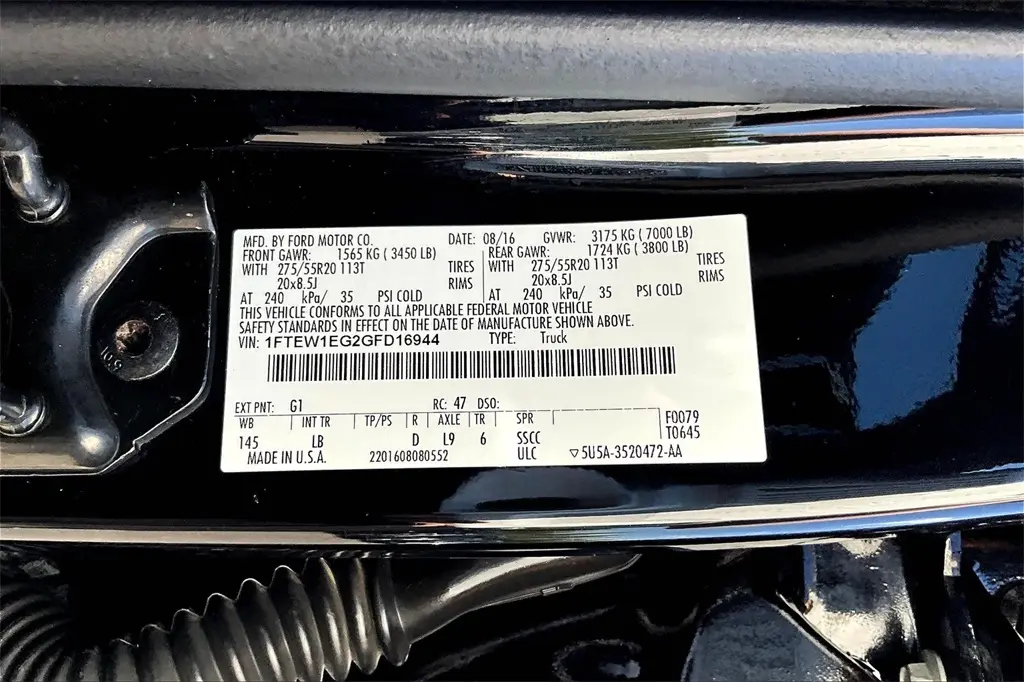 MFD. BY FORD MOTOR CO. DATE: 08/16 GVWR: 3175 KG ( 7000 LB)
FRONT GAWR: 1565 KG ( 3450 LB) REAR GAWR: 1724 KG ( 3800 LB)
WITH 275/55R20 113T TIRES WITH 275/55R20 113T TIRES
20x8.5J RIMS 20x8.5J RIMS
AT 240 kPa/ 35 PSI COLD AT 240 kPa/ 35 PSI COLD
THIS VEHICLE CONFORMS TO ALL APPLICABLE FEDERAL MOTOR VEHICLE
SAFETY STANDARDS IN EFFECT ON THE DATE OF MANUFACTURE SHOWN ABOVE.
VIN: 1FTEW1EG2GFD16944 TYPE: Truck
EXT PNT: G1 RC: 47 DSO:
WB INT TR TP/PS R AXLE TR SPR F0079
145 LB D L9 6 SSCC T0645
MADE IN U.S.A. 2201608080552 ULC ▽5U5A-3520472-AA